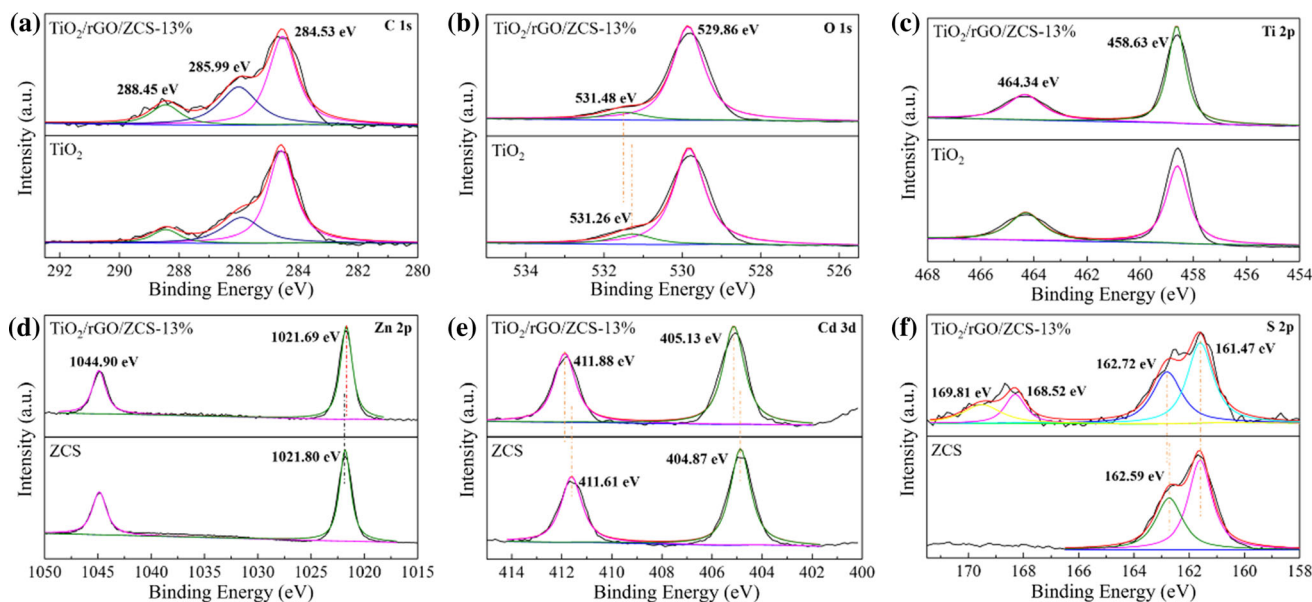 (a)
TiO2/rGO/ZCS-13%
C 1s
284.53 eV
285.99 eV
288.45 eV
TiO2
Intensity (a.u.)
292 290 288 286 284 282 280
Binding Energy (eV)
(b)
TiO2/rGO/ZCS-13%
O 1s
529.86 eV
531.48 eV
TiO2
531.26 eV
Intensity (a.u.)
535 530 528 526
Binding Energy (eV)
(c)
TiO2/rGO/ZCS-13%
Ti 2p
458.63 eV
464.34 eV
TiO2
Intensity (a.u.)
468 466 464 462 460 458 456 454
Binding Energy (eV)
(d)
TiO2/rGO/ZCS-13%
Zn 2p
1021.69 eV
1044.90 eV
ZCS
1021.80 eV
Intensity (a.u.)
1050 1045 1040 1035 1030 1025 1020 1015
Binding Energy (eV)
(e)
TiO2/rGO/ZCS-13%
Cd 3d
405.13 eV
411.88 eV
ZCS
404.87 eV
411.61 eV
Intensity (a.u.)
414 412 410 408 406 404 402 400
Binding Energy (eV)
(f)
TiO2/rGO/ZCS-13%
S 2p
161.47 eV
162.72 eV
169.81 eV
168.52 eV
ZCS
162.59 eV
Intensity (a.u.)
170 168 166 164 162 160 158
Binding Energy (eV)